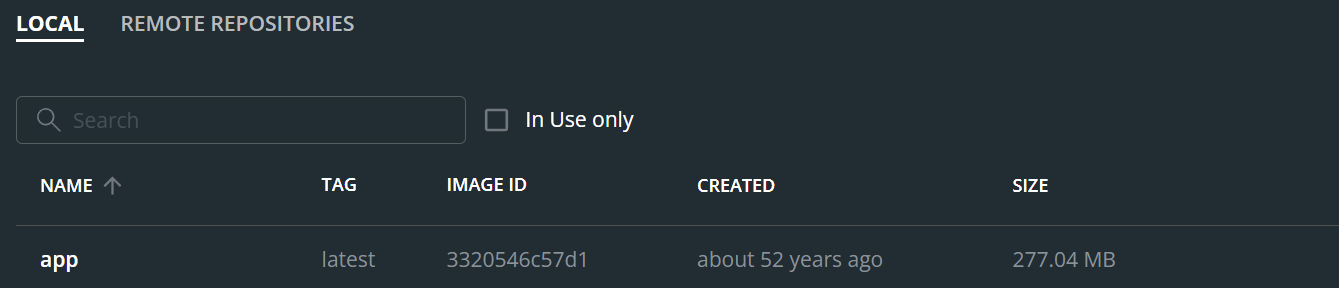 LOCAL REMOTE REPOSITORIES
Search In Use only
NAME TAG IMAGE ID CREATED SIZE
app latest 3320546c57d1 about 52 years ago 277.04 MB